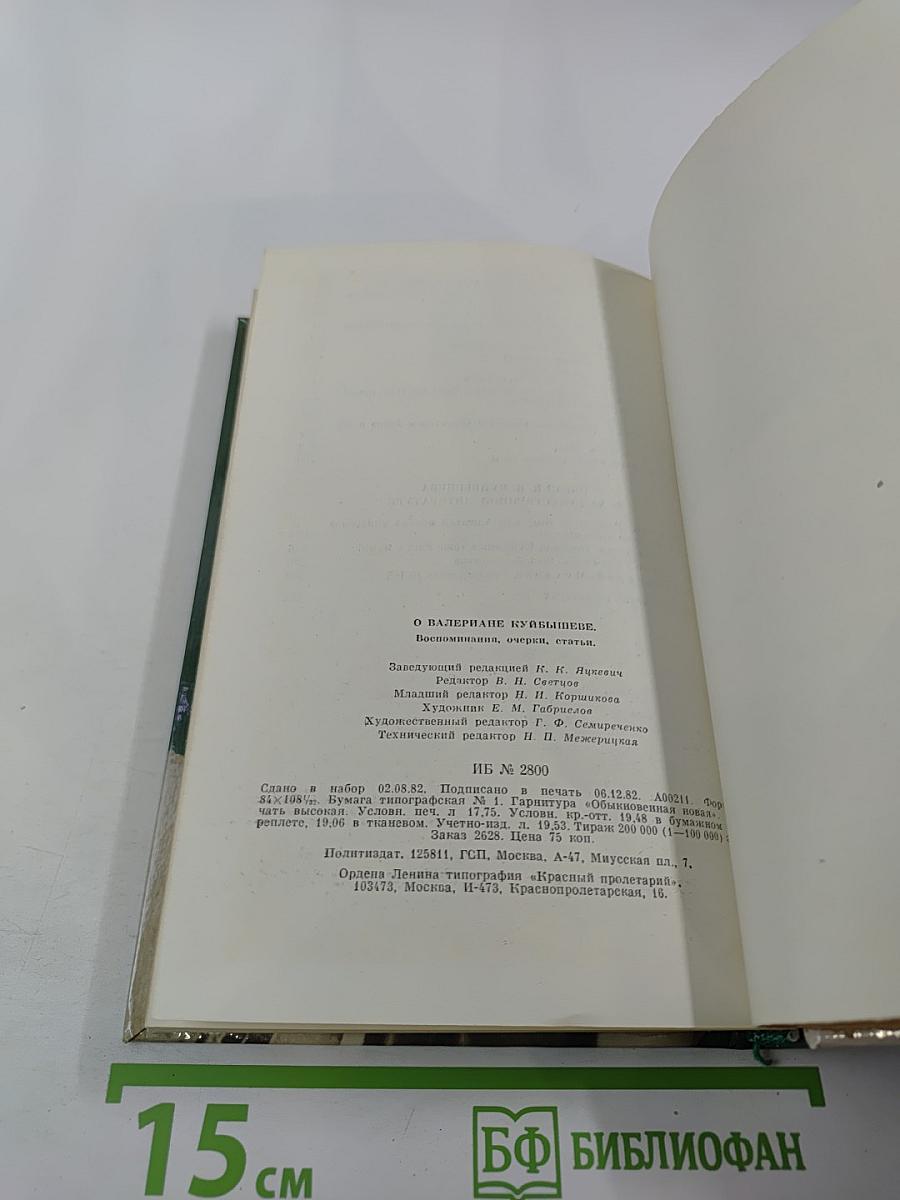 О ВАЛЕРИАНЕ КУЙБЫШЕВЕ.
Воспоминания, очерки, статьи.
Заведующий редакцией К. К. Яцкевич
Редактор В. Н. Светцов
Младший редактор Н. И. Коршикова
Художник Е. М. Габриелов
Художественный редактор Г. Ф. Семиреченко
Технический редактор Н. П. Межерицкая
ИБ № 2800
Сдано в набор 02.08.82. Подписано в печать 06.12.82. А00211. Фор
84×108¹/₃₂. Бумага типографская № 1. Гарнитура «Обыкновенная новая».
чать высокая. Условн. печ. л 17,75. Условн. кр.-отт. 19,48 в бумажном
реплете, 19,06 в тканевом. Учетно-изд. л. 19,53. Тираж 200 000 (1—100 000)
Заказ 2628. Цена 75 коп.
Политиздат. 125811, ГСП, Москва, А-47, Миусская пл., 7.
Ордена Ленина типография «Красный пролетарий».
103473, Москва, И-473, Краснопролетарская, 16.
15 см
БФ БИБЛИОФАН